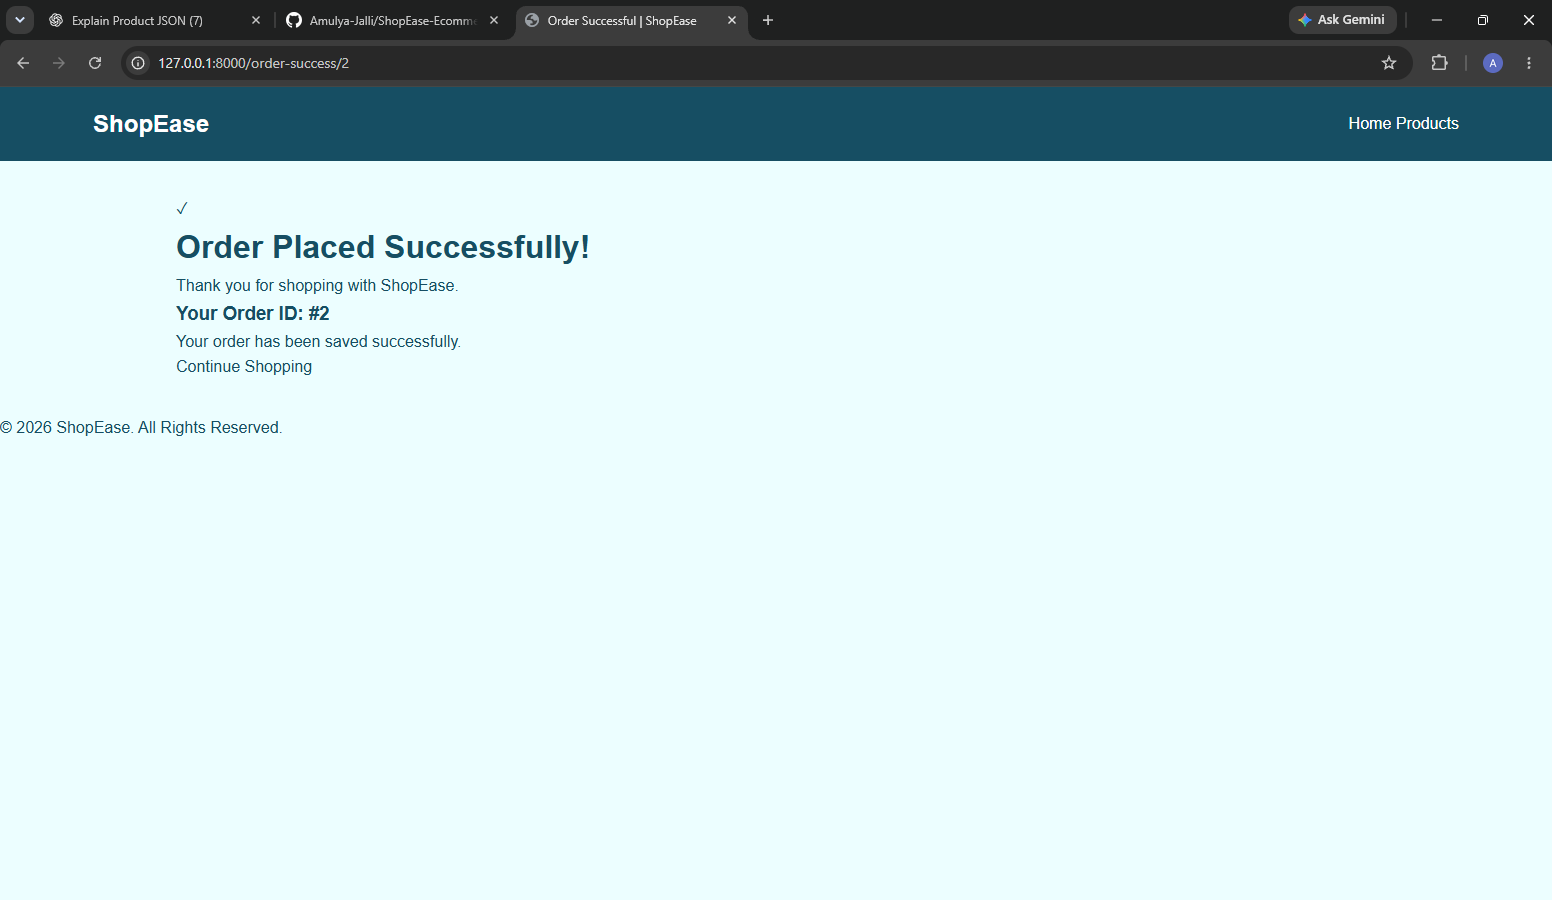 Explain Product JSON (7)
Amulya-Jalli/ShopEase-Ecomme
Order Successful | ShopEase
Ask Gemini
127.0.0.1:8000/order-success/2
A
ShopEase
Home Products
✓
Order Placed Successfully!
Thank you for shopping with ShopEase.
Your Order ID: #2
Your order has been saved successfully.
Continue Shopping
© 2026 ShopEase. All Rights Reserved.